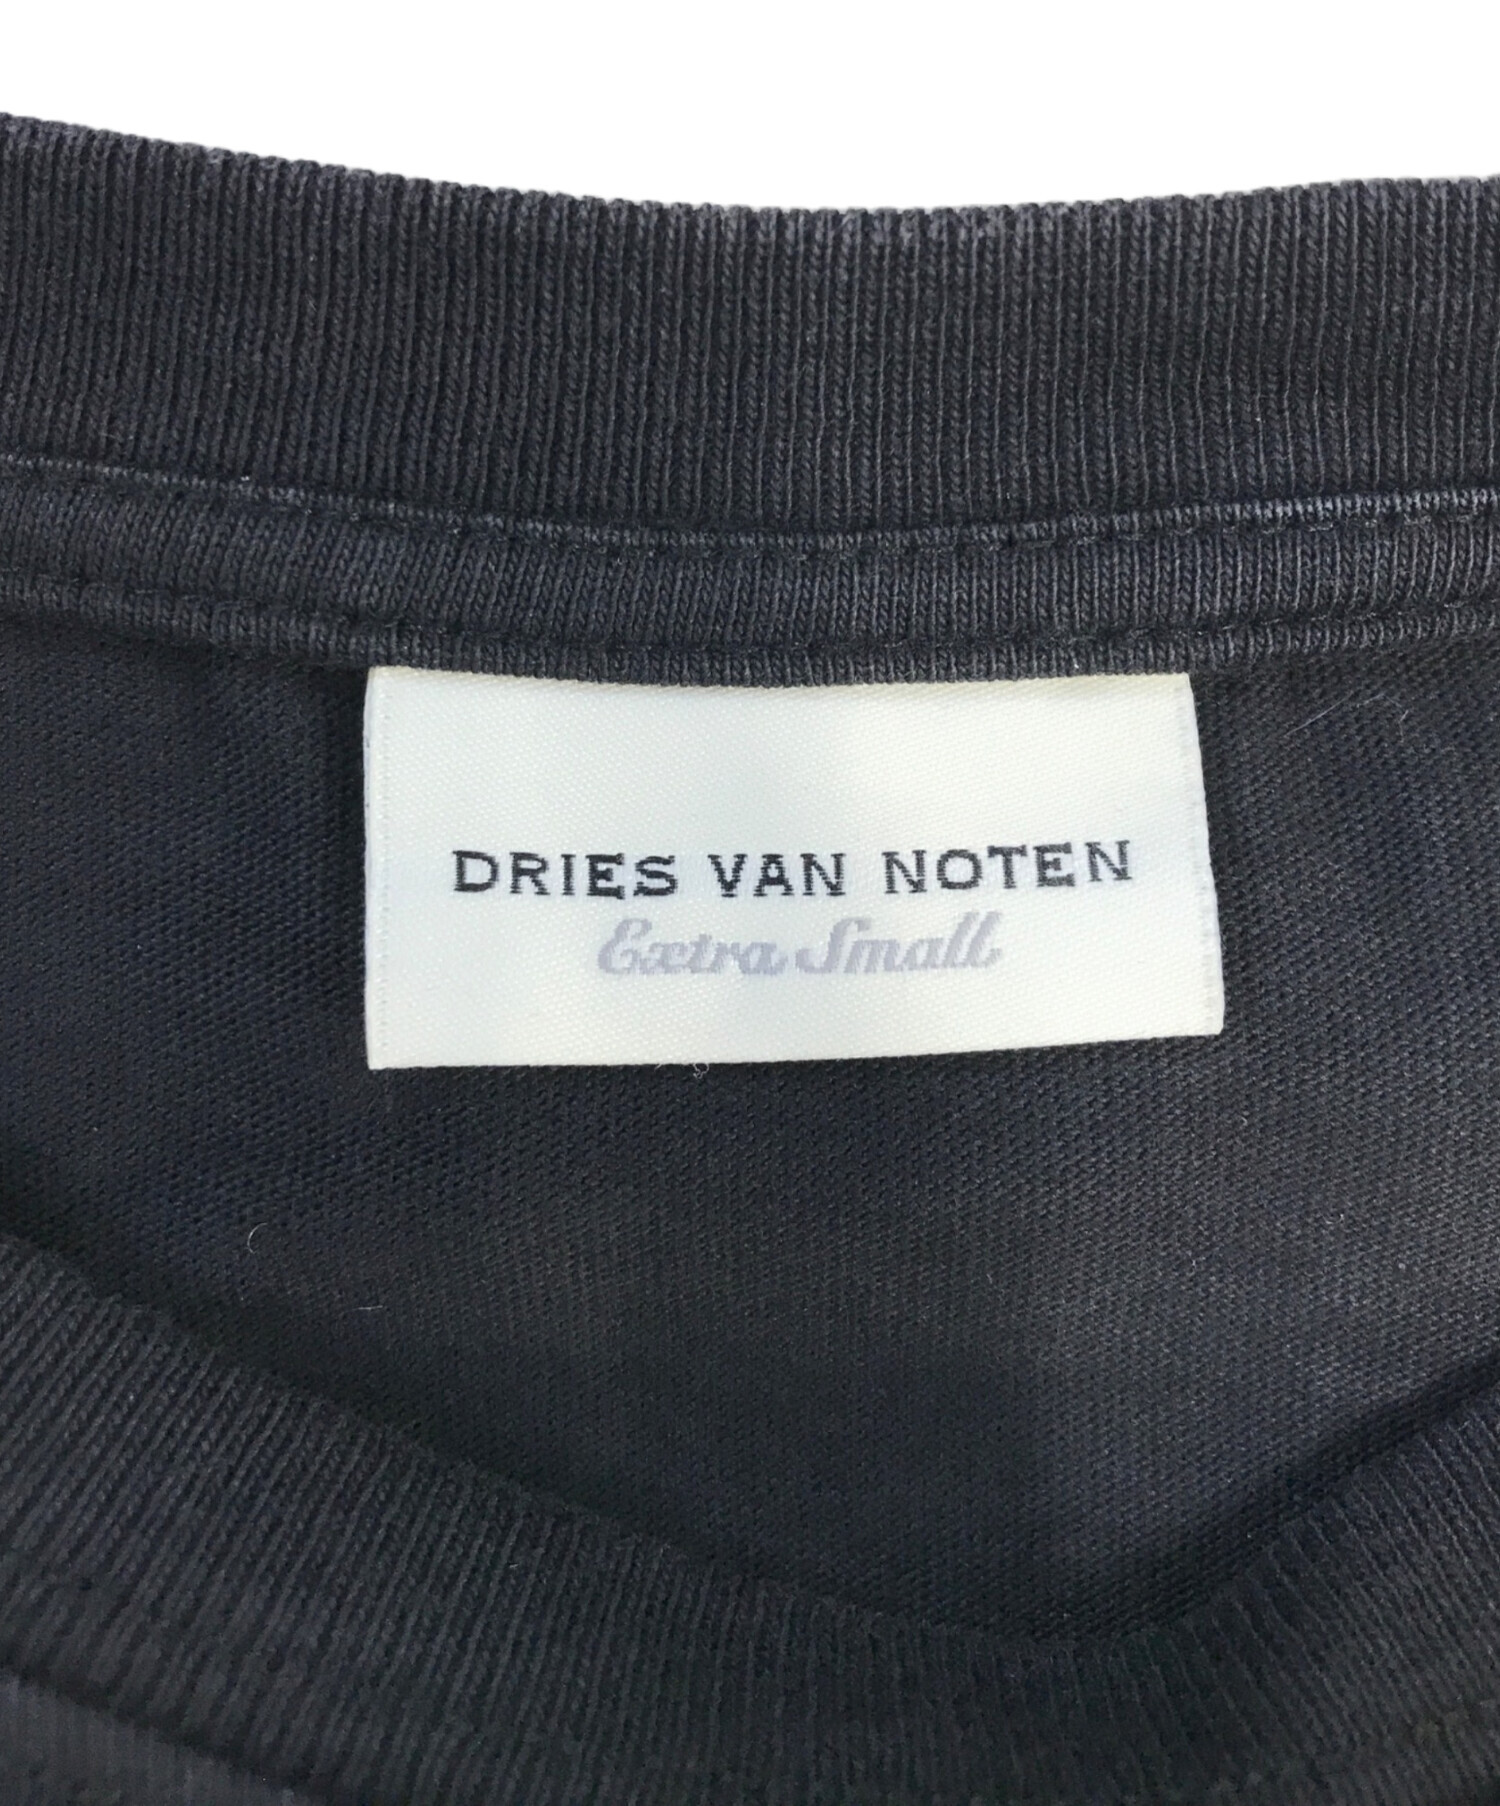 DRIES VAN NOTEN
Extra Small